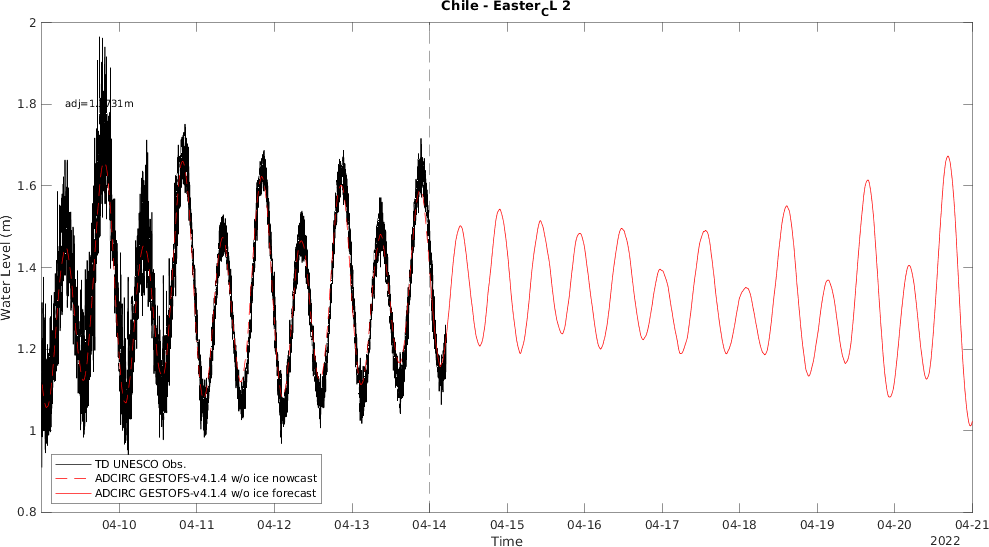 Chile - Easter_CL 2
Water Level (m)
2
1.8
1.6
1.4
1.2
1
0.8
TD UNESCO Obs.
ADCIRC GESTOFS-v4.1.4 w/o ice nowcast
ADCIRC GESTOFS-v4.1.4 w/o ice forecast
04-10 04-11 04-12 04-13 04-14 04-15 04-16 04-17 04-18 04-19 04-20 04-21
Time
2022